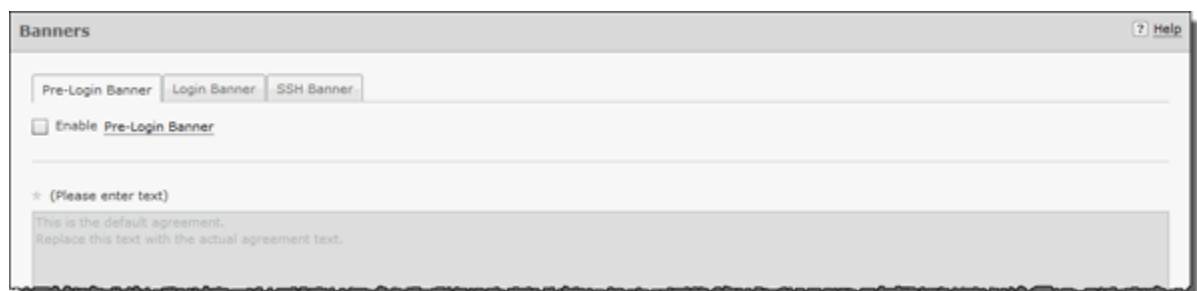 Banners
? Help
Pre-Login Banner Login Banner SSH Banner
Enable Pre-Login Banner
* (Please enter text)
This is the default agreement.
Replace this text with the actual agreement text.